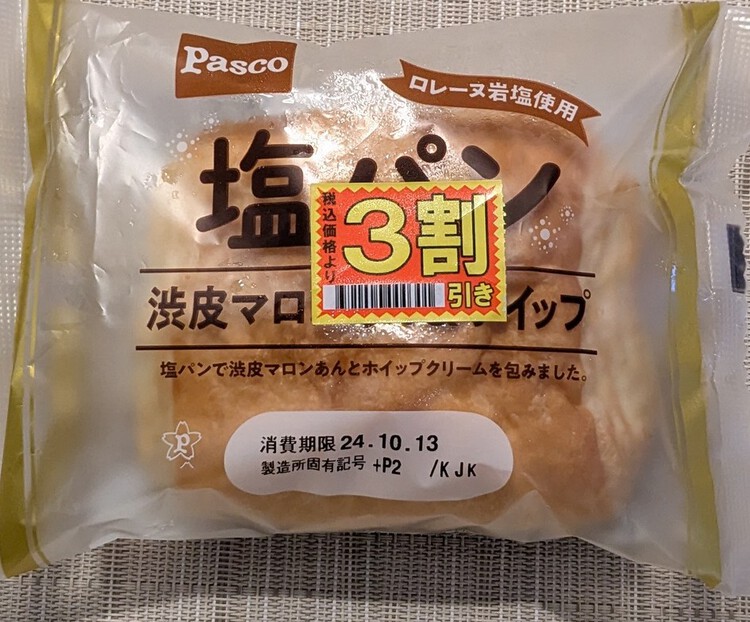 Pasco
ロレーヌ岩塩使用
塩パン
税込価格より
3割
引き
渋皮マロ
イップ
塩パンで渋皮マロンあんとホイップクリームを包みました。
P
消費期限 24.10.13
製造所固有記号 +P2 /KJK